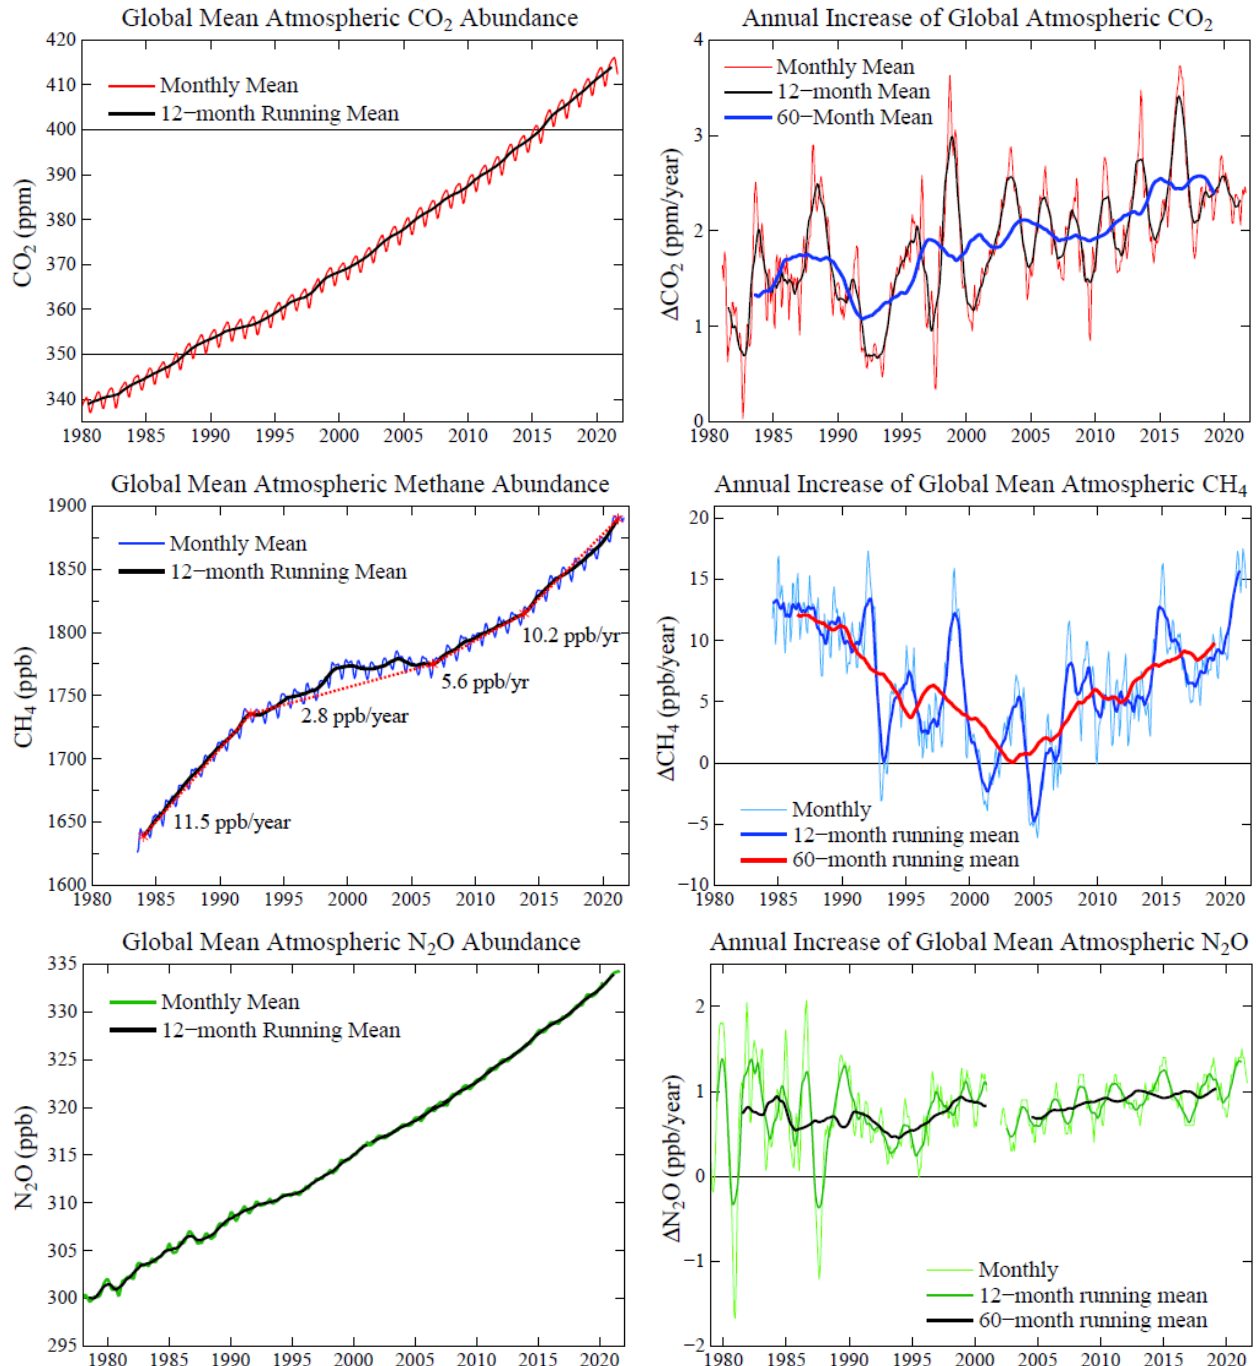 Global Mean Atmospheric CO₂ Abundance
420
410
400
390
380
370
360
350
340
CO₂ (ppm)
Monthly Mean
12−month Running Mean
1980 1985 1990 1995 2000 2005 2010 2015 2020
Annual Increase of Global Atmospheric CO₂
4
3
2
1
0
ΔCO₂ (ppm/year)
Monthly Mean
12−month Mean
60−Month Mean
1980 1985 1990 1995 2000 2005 2010 2015 2020
Global Mean Atmospheric Methane Abundance
1900
1850
1800
1750
1700
1650
1600
CH₄ (ppb)
Monthly Mean
12−month Running Mean
10.2 ppb/yr
5.6 ppb/yr
2.8 ppb/year
11.5 ppb/year
1980 1985 1990 1995 2000 2005 2010 2015 2020
Annual Increase of Global Mean Atmospheric CH₄
20
15
10
5
0
−5
−10
ΔCH₄ (ppb/year)
Monthly
12−month running mean
60−month running mean
1980 1985 1990 1995 2000 2005 2010 2015 2020
Global Mean Atmospheric N₂O Abundance
335
330
325
320
315
310
305
300
295
N₂O (ppb)
Monthly Mean
12−month Running Mean
1980 1985 1990 1995 2000 2005 2010 2015 2020
Annual Increase of Global Mean Atmospheric N₂O
2
1
0
−1
−2
ΔN₂O (ppb/year)
Monthly
12−month running mean
60−month running mean
1980 1985 1990 1995 2000 2005 2010 2015 2020